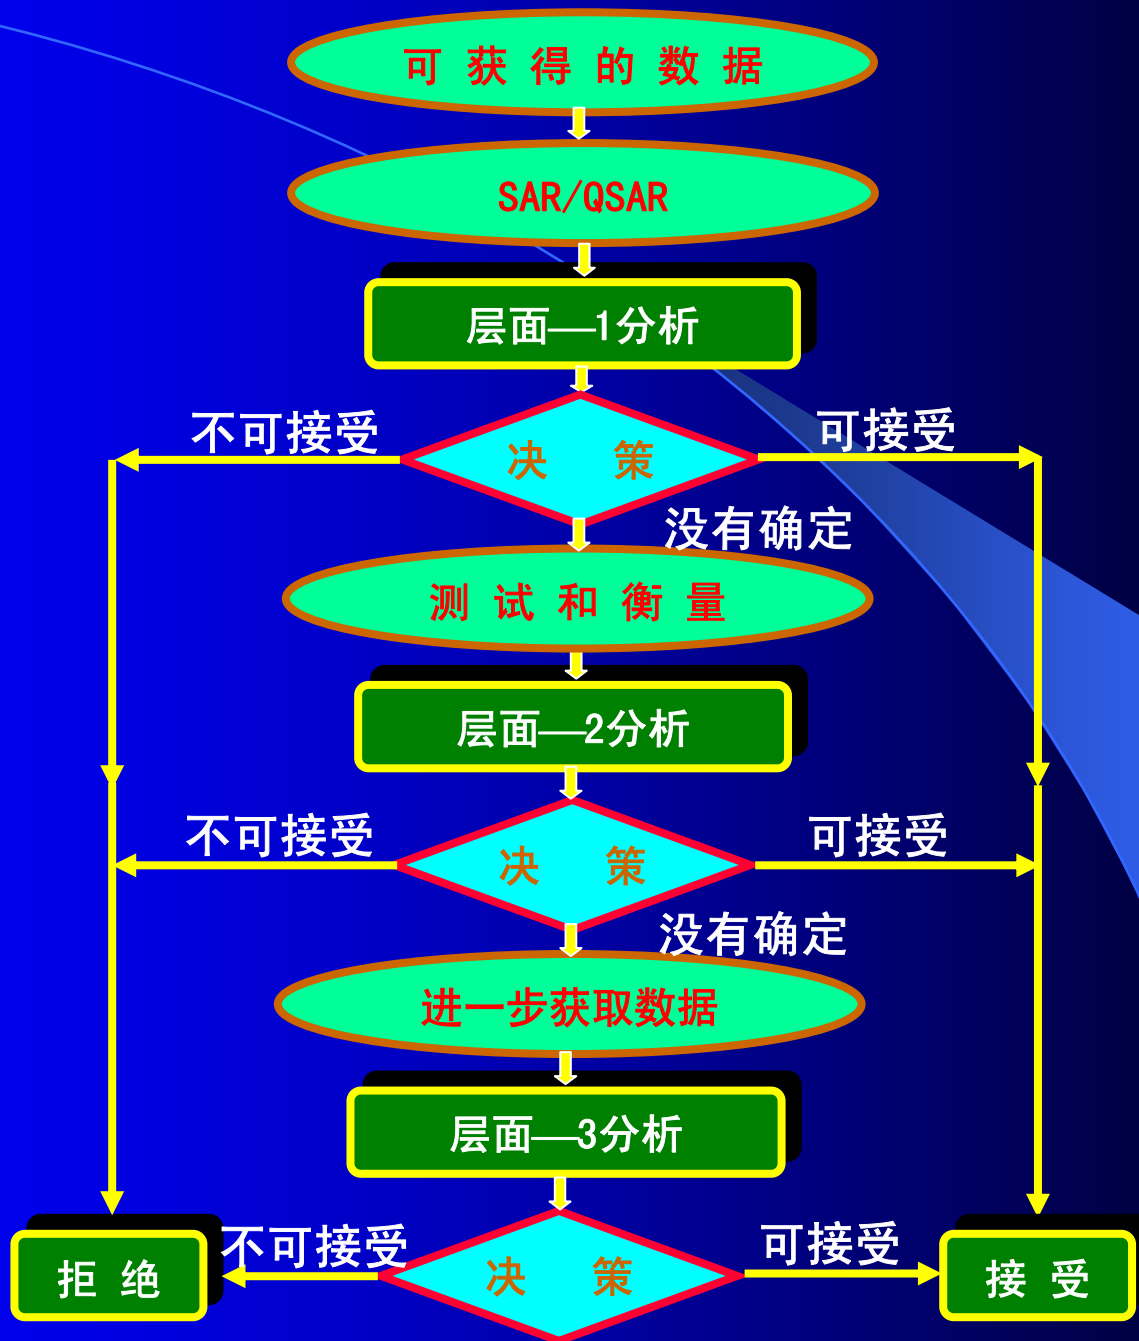 可 获 得 的 数 据
SAR/QSAR
层面—1分析
不可接受
决 策
可接受
没有确定
测 试 和 衡 量
层面—2分析
不可接受
决 策
可接受
没有确定
进一步获取数据
层面—3分析
不可接受
决 策
可接受
拒 绝
接 受